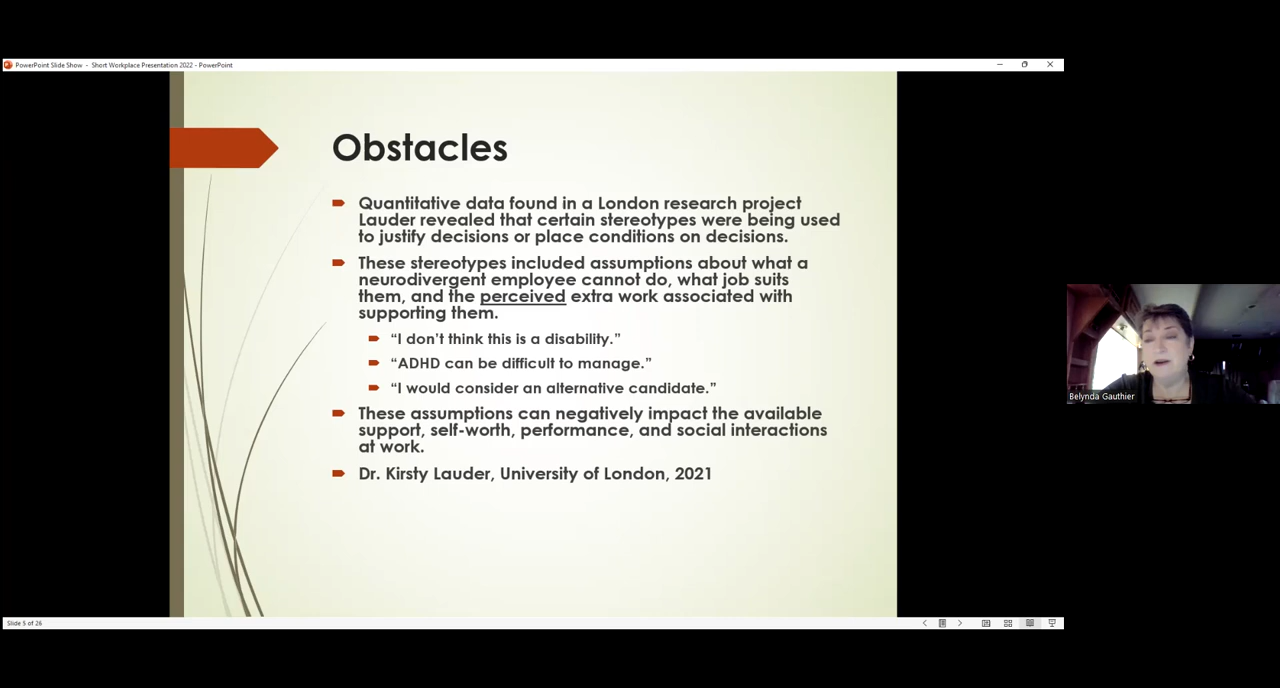 PowerPoint Slide Show - Short Workplace Presentation 2022 - PowerPoint
Obstacles
Quantitative data found in a London research project
Lauder revealed that certain stereotypes were being used
to justify decisions or place conditions on decisions.
These stereotypes included assumptions about what a
neurodivergent employee cannot do, what job suits
them, and the perceived extra work associated with
supporting them.
“I don’t think this is a disability.”
“ADHD can be difficult to manage.”
“I would consider an alternative candidate.”
These assumptions can negatively impact the available
support, self-worth, performance, and social interactions
at work.
Dr. Kirsty Lauder, University of London, 2021
Belynda Gauthier
Slide 5 of 26